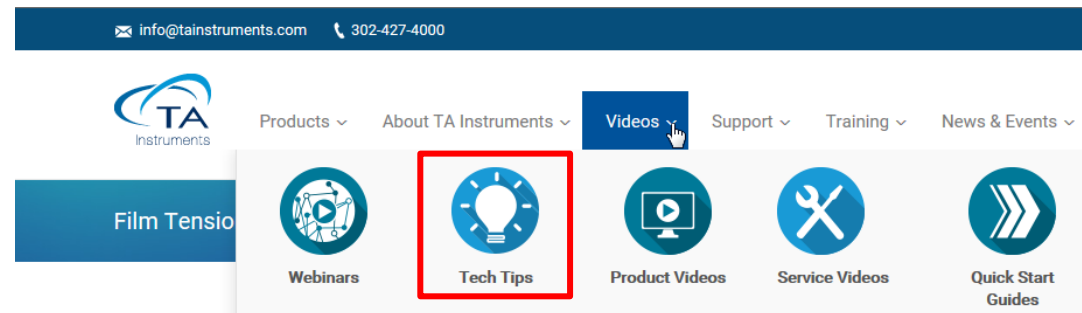 info@tainstruments.com 302-427-4000
TA
Instruments
Products About TA Instruments Videos Support Training News & Events
Film Tensio
Webinars Tech Tips Product Videos Service Videos Quick Start
Guides